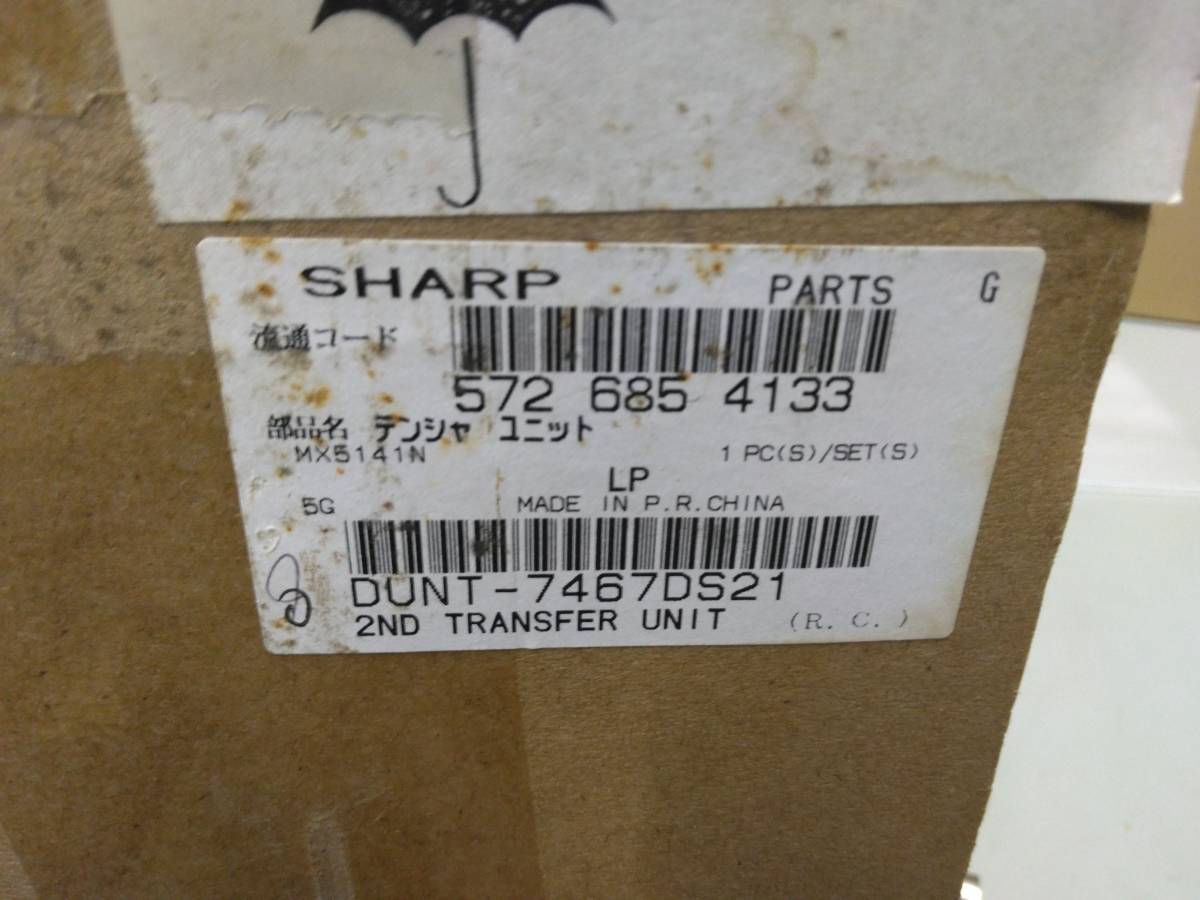 SHARP PARTS G
流通コード
572 685 4133
部品名 テンシャ ユニット
MX5141N 1 PC(S)/SET(S)
LP
5G MADE IN P.R.CHINA
DUNT-7467DS21
2ND TRANSFER UNIT (R. C. )